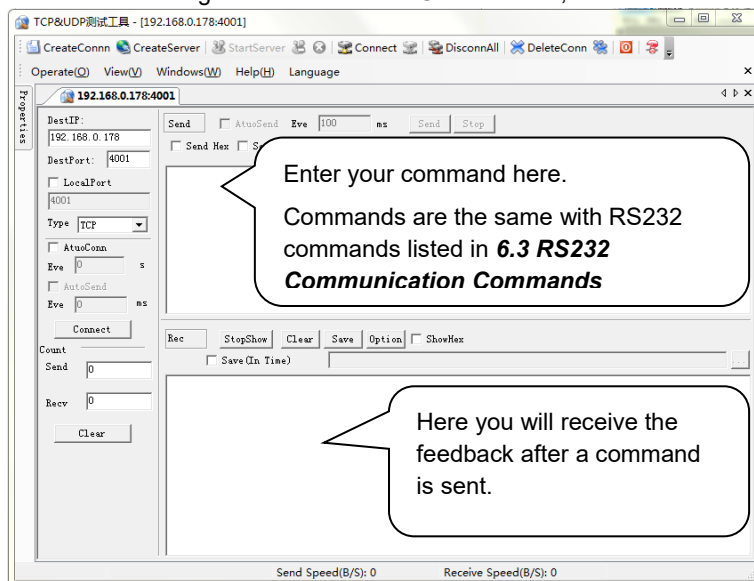 TCP&UDP测试工具 - [192.168.0.178:4001]
CreateConnn CreateServer StartServer Connect DisconnAll DeleteConn
Operate(O) View(V) Windows(W) Help(H) Language
Properties
192.168.0.178:4001
DestIP:
192.168.0.178
DestPort: 4001
LocalPort
4001
Type TCP
AtuoConn
Eve 0 s
AutoSend
Eve 0 ms
Connect
Count
Send 0
Recv 0
Clear
Send AtuoSend Eve 100 ms Send Stop
Send Hex
Enter your command here.
Commands are the same with RS232
commands listed in 6.3 RS232
Communication Commands
Rec StopShow Clear Save Option ShowHex
Save(In Time) ...
Here you will receive the
feedback after a command
is sent.
Send Speed(B/S): 0 Receive Speed(B/S): 0